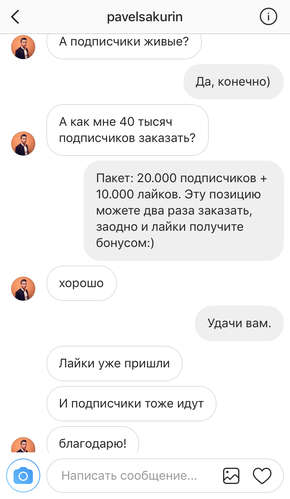 pavelsakurin
А подписчики живые?
Да, конечно)
А как мне 40 тысяч
подписчиков заказать?
Пакет: 20.000 подписчиков +
10.000 лайков. Эту позицию
можете два раза заказать,
заодно и лайки получите
бонусом:)
хорошо
Удачи вам.
Лайки уже пришли
И подписчики тоже идут
благодарю!
Написать сообщение...